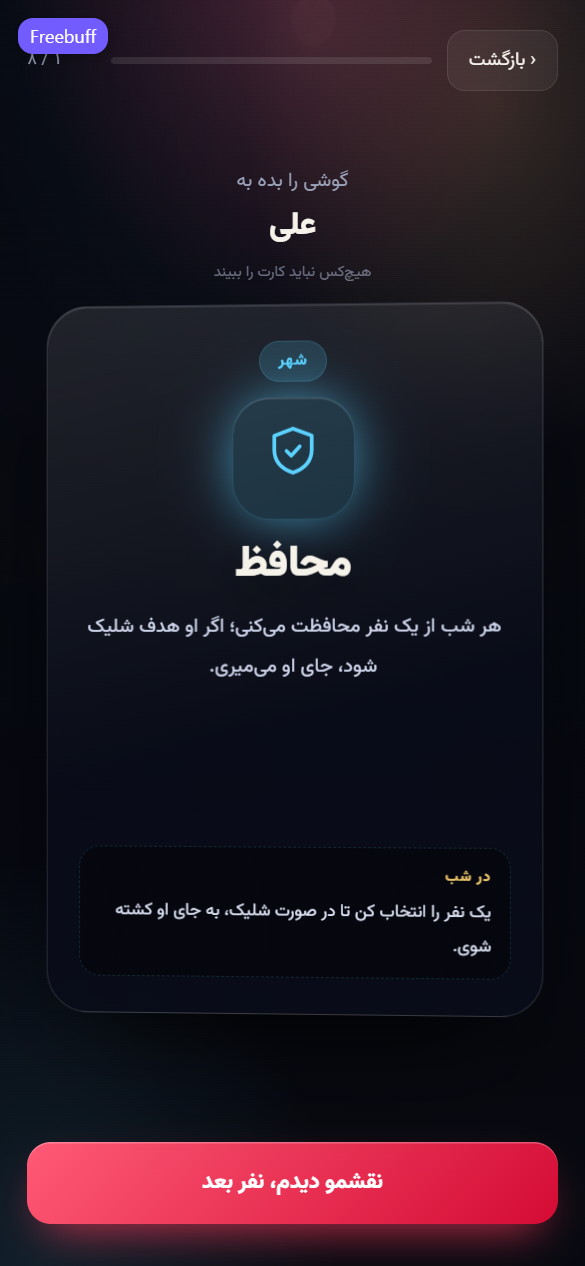 Freebuff
۸ / ۱
‹ بازگشت
گوشی را بده به
علی
هیچ‌کس نباید کارت را ببیند
شهر
محافظ
هر شب از یک نفر محافظت می‌کنی؛ اگر او هدف شلیک
شود، جای او می‌میری.
در شب
یک نفر را انتخاب کن تا در صورت شلیک، به جای او کشته
شوی.
نقشمو دیدم، نفر بعد